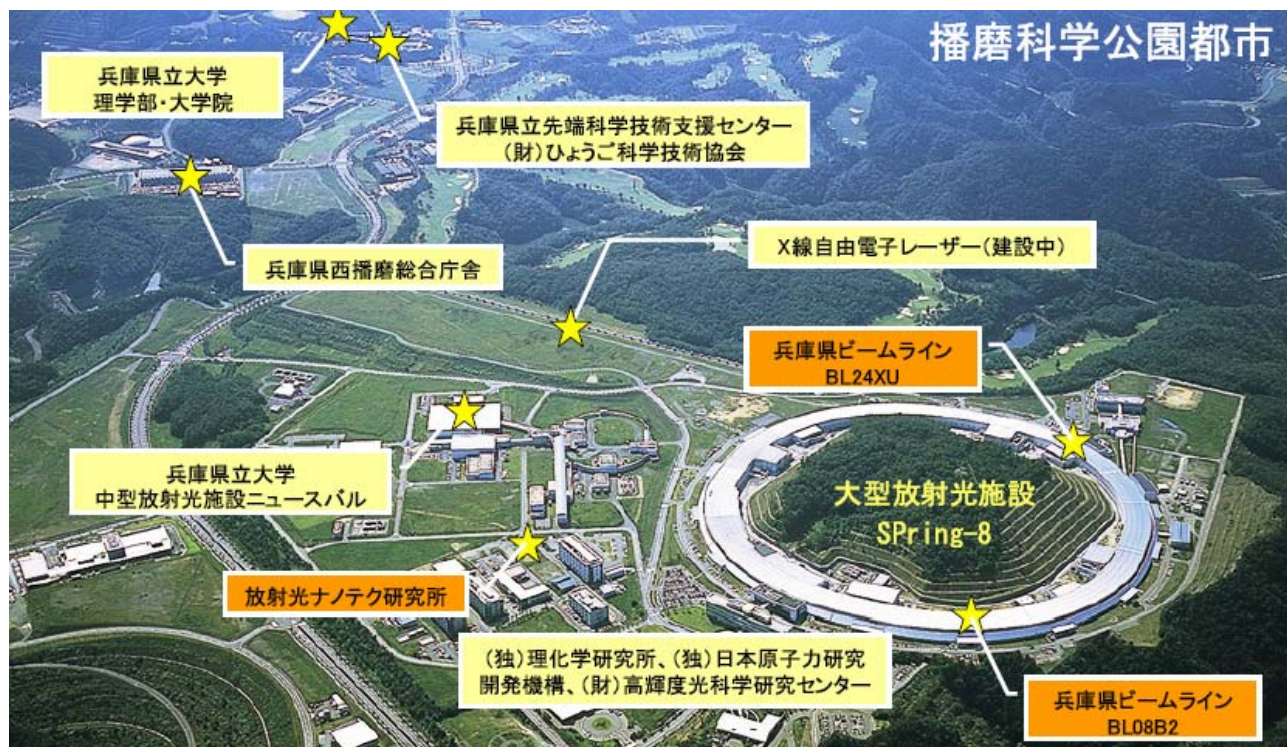 播磨科学公園都市
兵庫県立大学
理学部・大学院
兵庫県立先端科学技術支援センター
(財)ひょうご科学技術協会
兵庫県西播磨総合庁舎
X線自由電子レーザー(建設中)
兵庫県ビームライン
BL24XU
兵庫県立大学
中型放射光施設ニュースバル
大型放射光施設
SPring-8
放射光ナノテク研究所
(独)理化学研究所、(独)日本原子力研究
開発機構、(財)高輝度光科学研究センター
兵庫県ビームライン
BL08B2